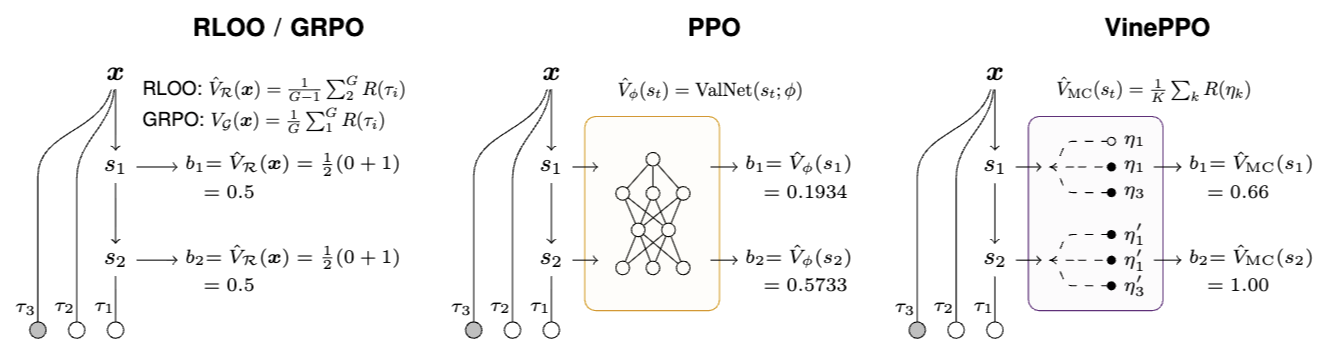 RLOO / GRPO
x
RLOO: V̂_R(x) = 1/(G−1) ∑_2^G R(τ_i)
GRPO: V_G(x) = 1/G ∑_1^G R(τ_i)
s_1 → b_1= V̂_R(x) = 1/2(0 + 1)
= 0.5
s_2 → b_2= V̂_R(x) = 1/2(0 + 1)
= 0.5
τ_3 τ_2 τ_1
PPO
x
V̂_ϕ(s_t) = ValNet(s_t; ϕ)
s_1 → → b_1= V̂_ϕ(s_1)
= 0.1934
s_2 → → b_2= V̂_ϕ(s_2)
= 0.5733
τ_3 τ_2 τ_1
VinePPO
x
V̂_MC(s_t) = 1/K ∑_k R(η_k)
η_1
s_1 → η_1 → b_1= V̂_MC(s_1)
η_3 = 0.66
η′_1
s_2 → η′_1 → b_2= V̂_MC(s_2)
η′_3 = 1.00
τ_3 τ_2 τ_1